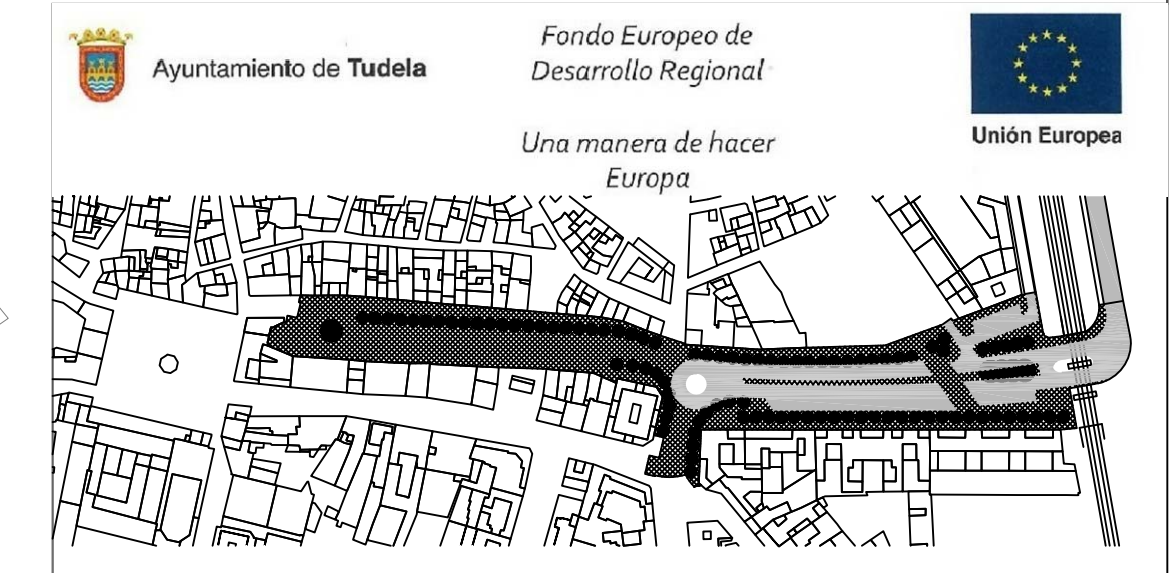 Ayuntamiento de Tudela
Fondo Europeo de
Desarrollo Regional
Una manera de hacer
Europa
Unión Europea